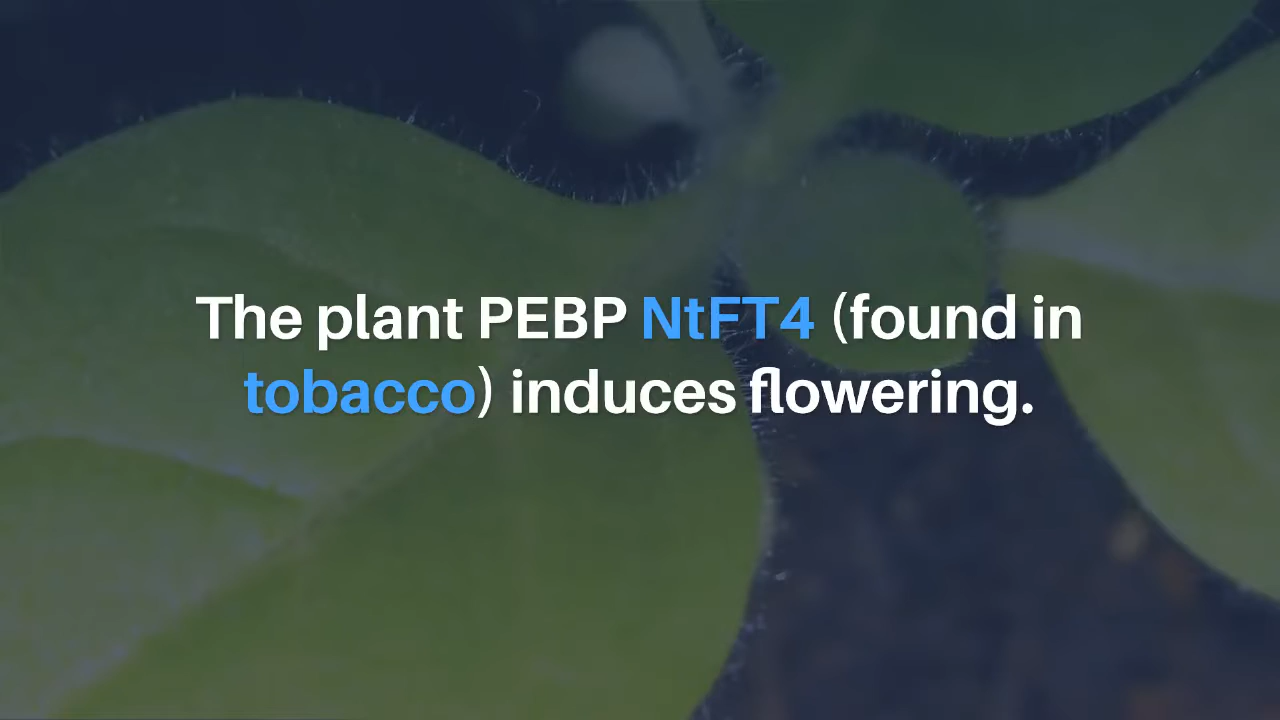 The plant PEBP NtFT4 (found in
tobacco) induces flowering.